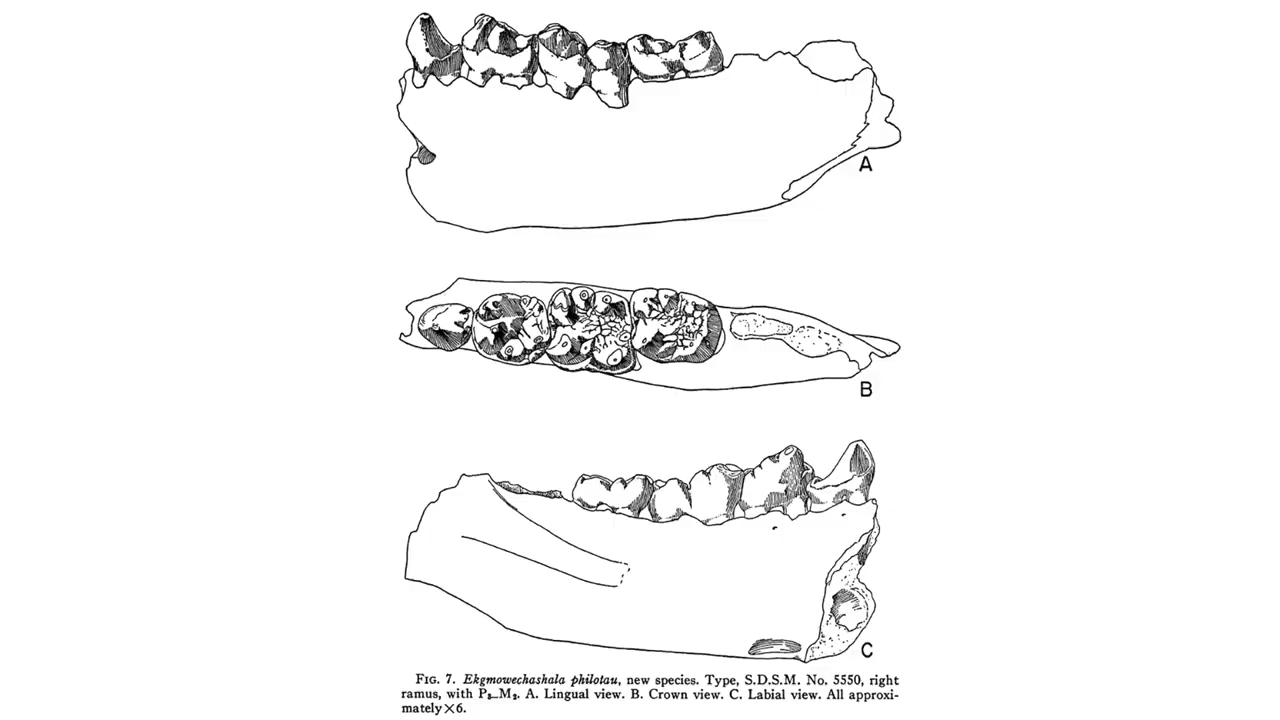 A
B
C
FIG. 7. Ekgmowechashala philotau, new species. Type, S.D.S.M. No. 5550, right
ramus, with P₃–M₂. A. Lingual view. B. Crown view. C. Labial view. All approxi-
mately×6.